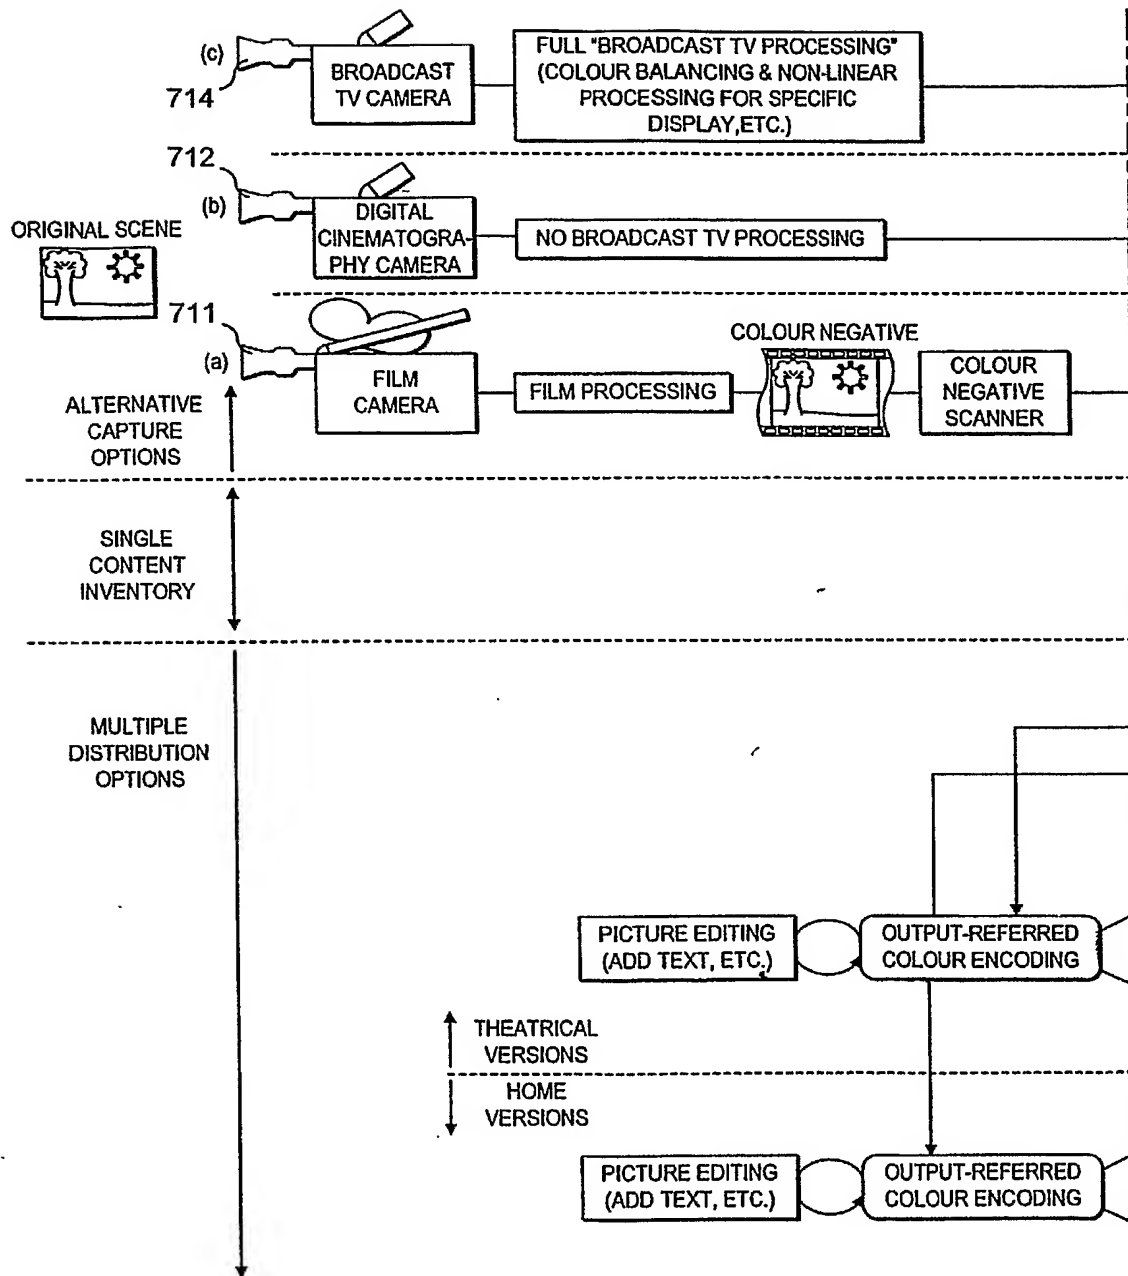 (c)
714
BROADCAST
TV CAMERA
FULL "BROADCAST TV PROCESSING"
(COLOUR BALANCING & NON-LINEAR
PROCESSING FOR SPECIFIC
DISPLAY,ETC.)
712
(b)
DIGITAL
CINEMATOGRA-
PHY CAMERA
NO BROADCAST TV PROCESSING
ORIGINAL SCENE
711
(a)
FILM
CAMERA
FILM PROCESSING
COLOUR NEGATIVE
COLOUR
NEGATIVE
SCANNER
ALTERNATIVE
CAPTURE
OPTIONS
SINGLE
CONTENT
INVENTORY
MULTIPLE
DISTRIBUTION
OPTIONS
PICTURE EDITING
(ADD TEXT, ETC.)
OUTPUT-REFERRED
COLOUR ENCODING
THEATRICAL
VERSIONS
HOME
VERSIONS
PICTURE EDITING
(ADD TEXT, ETC.)
OUTPUT-REFERRED
COLOUR ENCODING